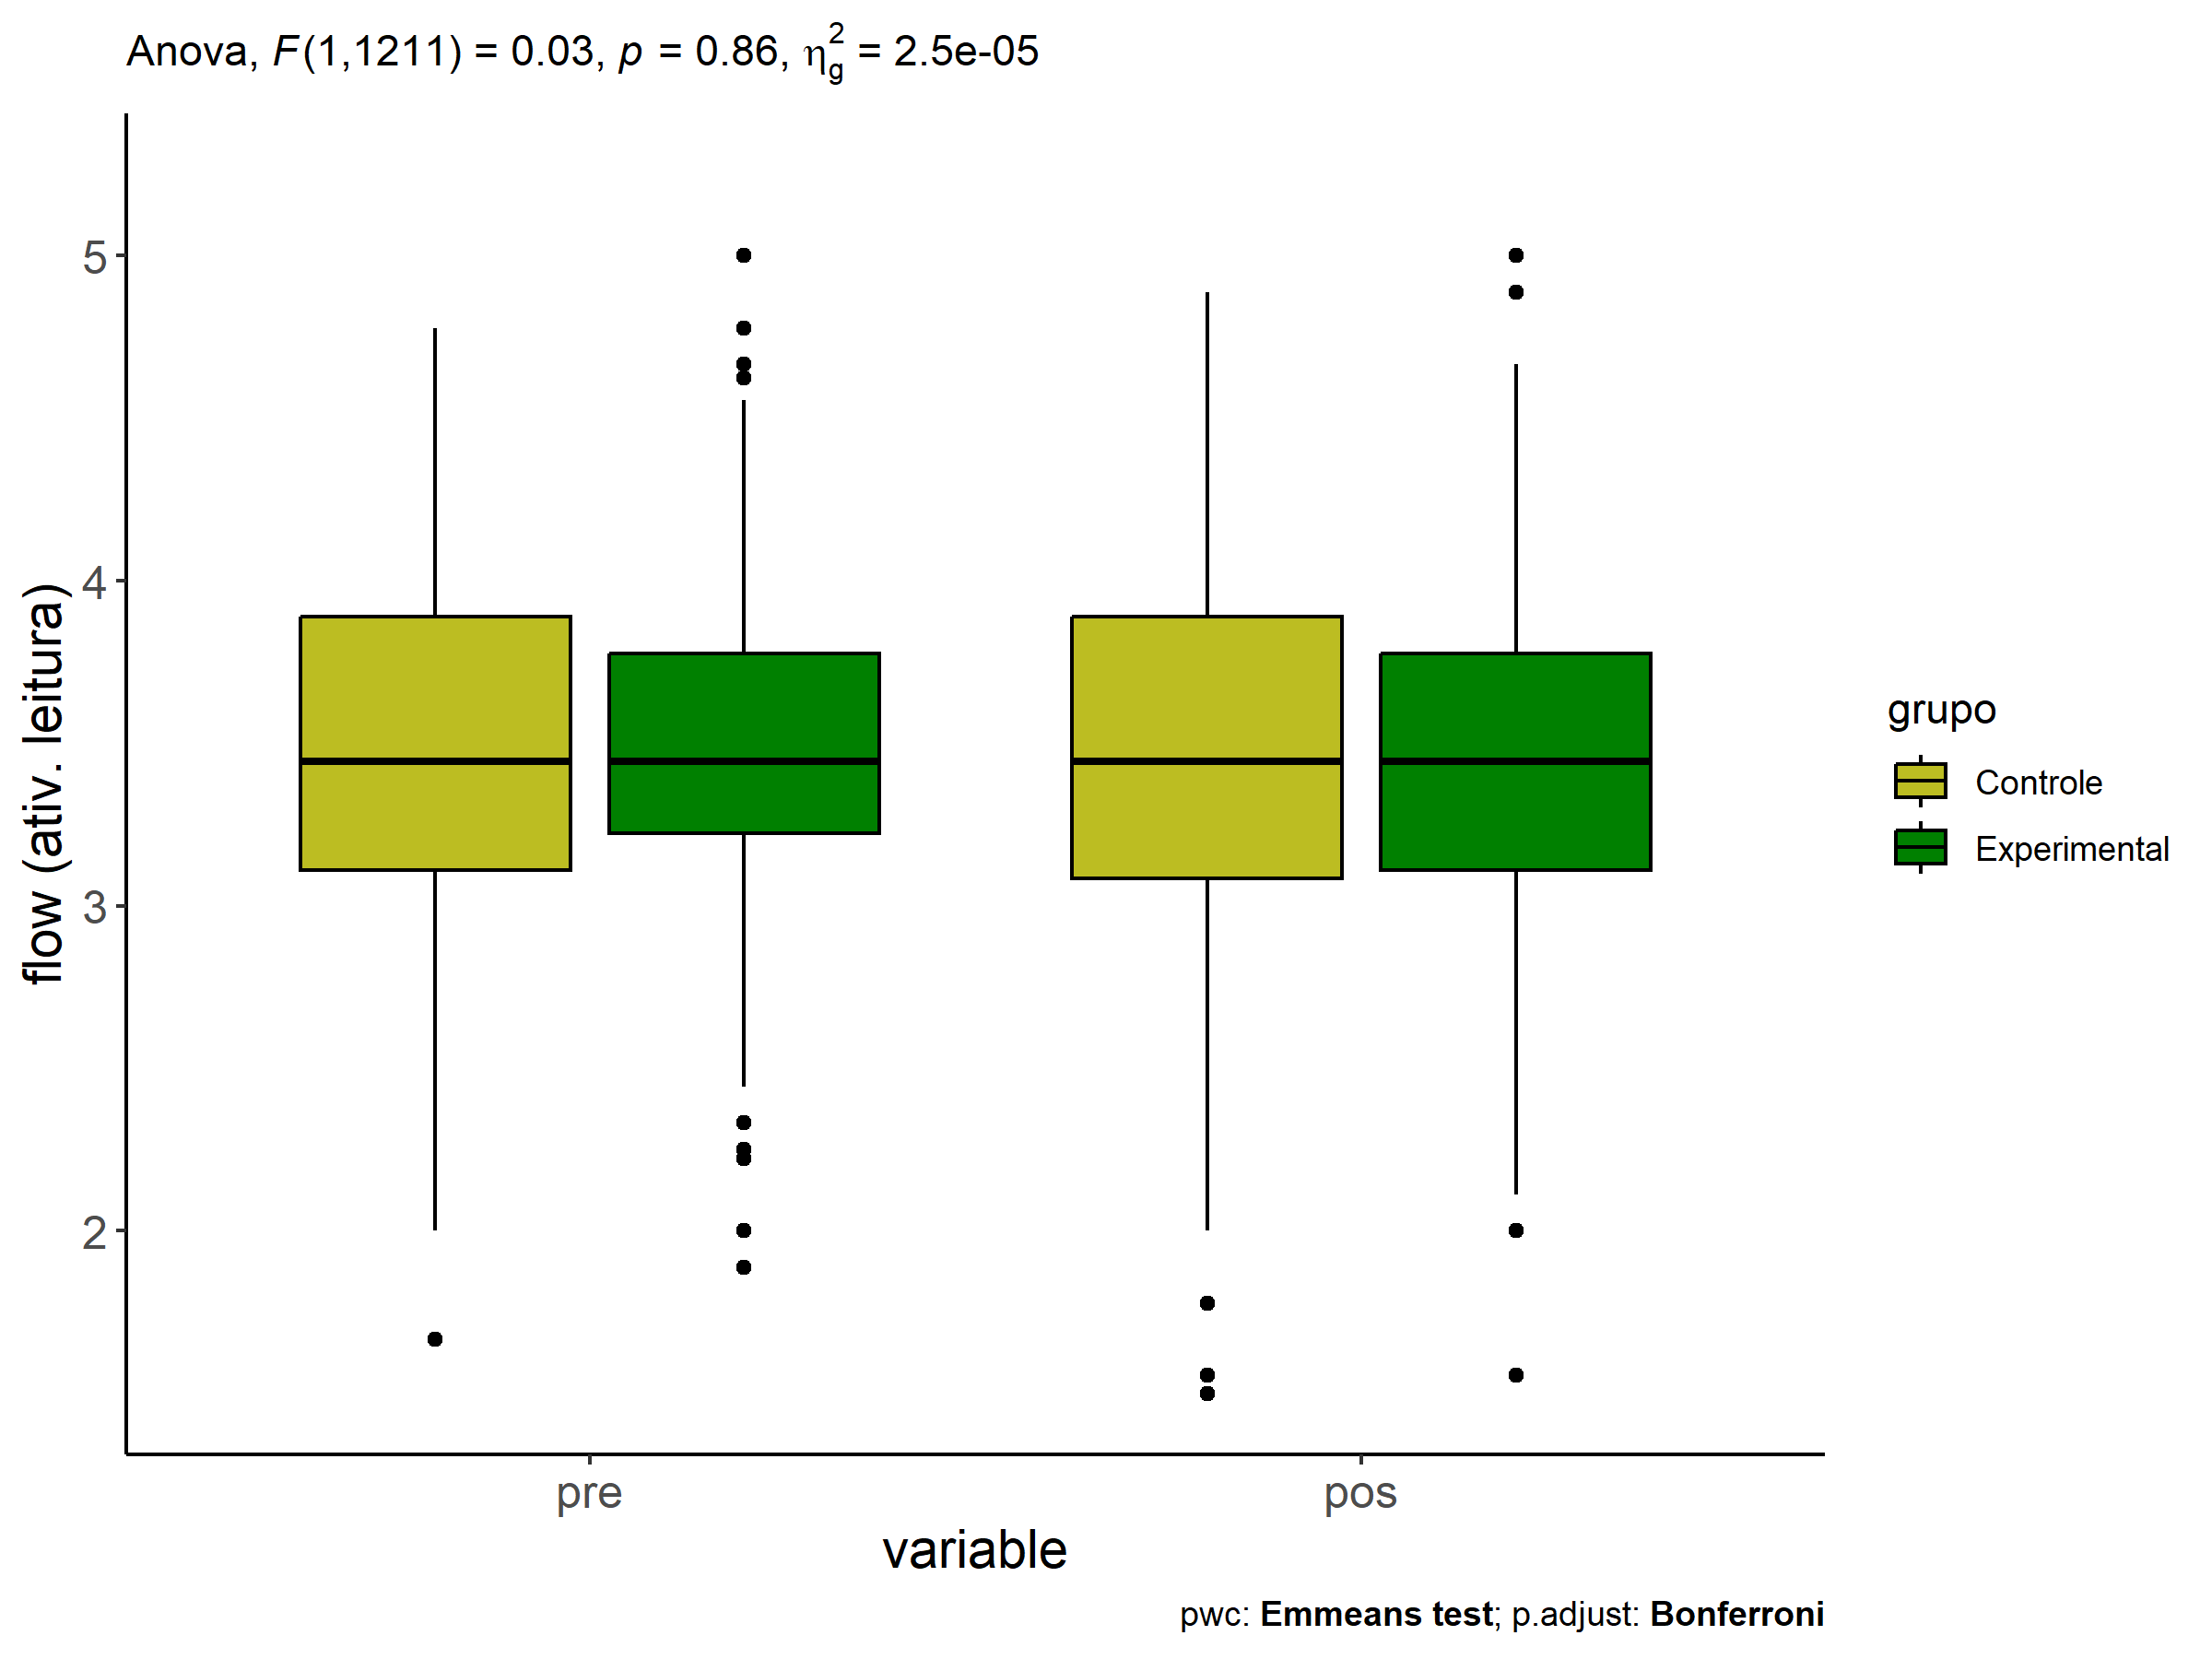 Anova, F(1,1211) = 0.03, p = 0.86, η²g = 2.5e-05
flow (ativ. leitura)
5
4
3
2
pre
pos
variable
grupo
Controle
Experimental
pwc: Emmeans test; p.adjust: Bonferroni